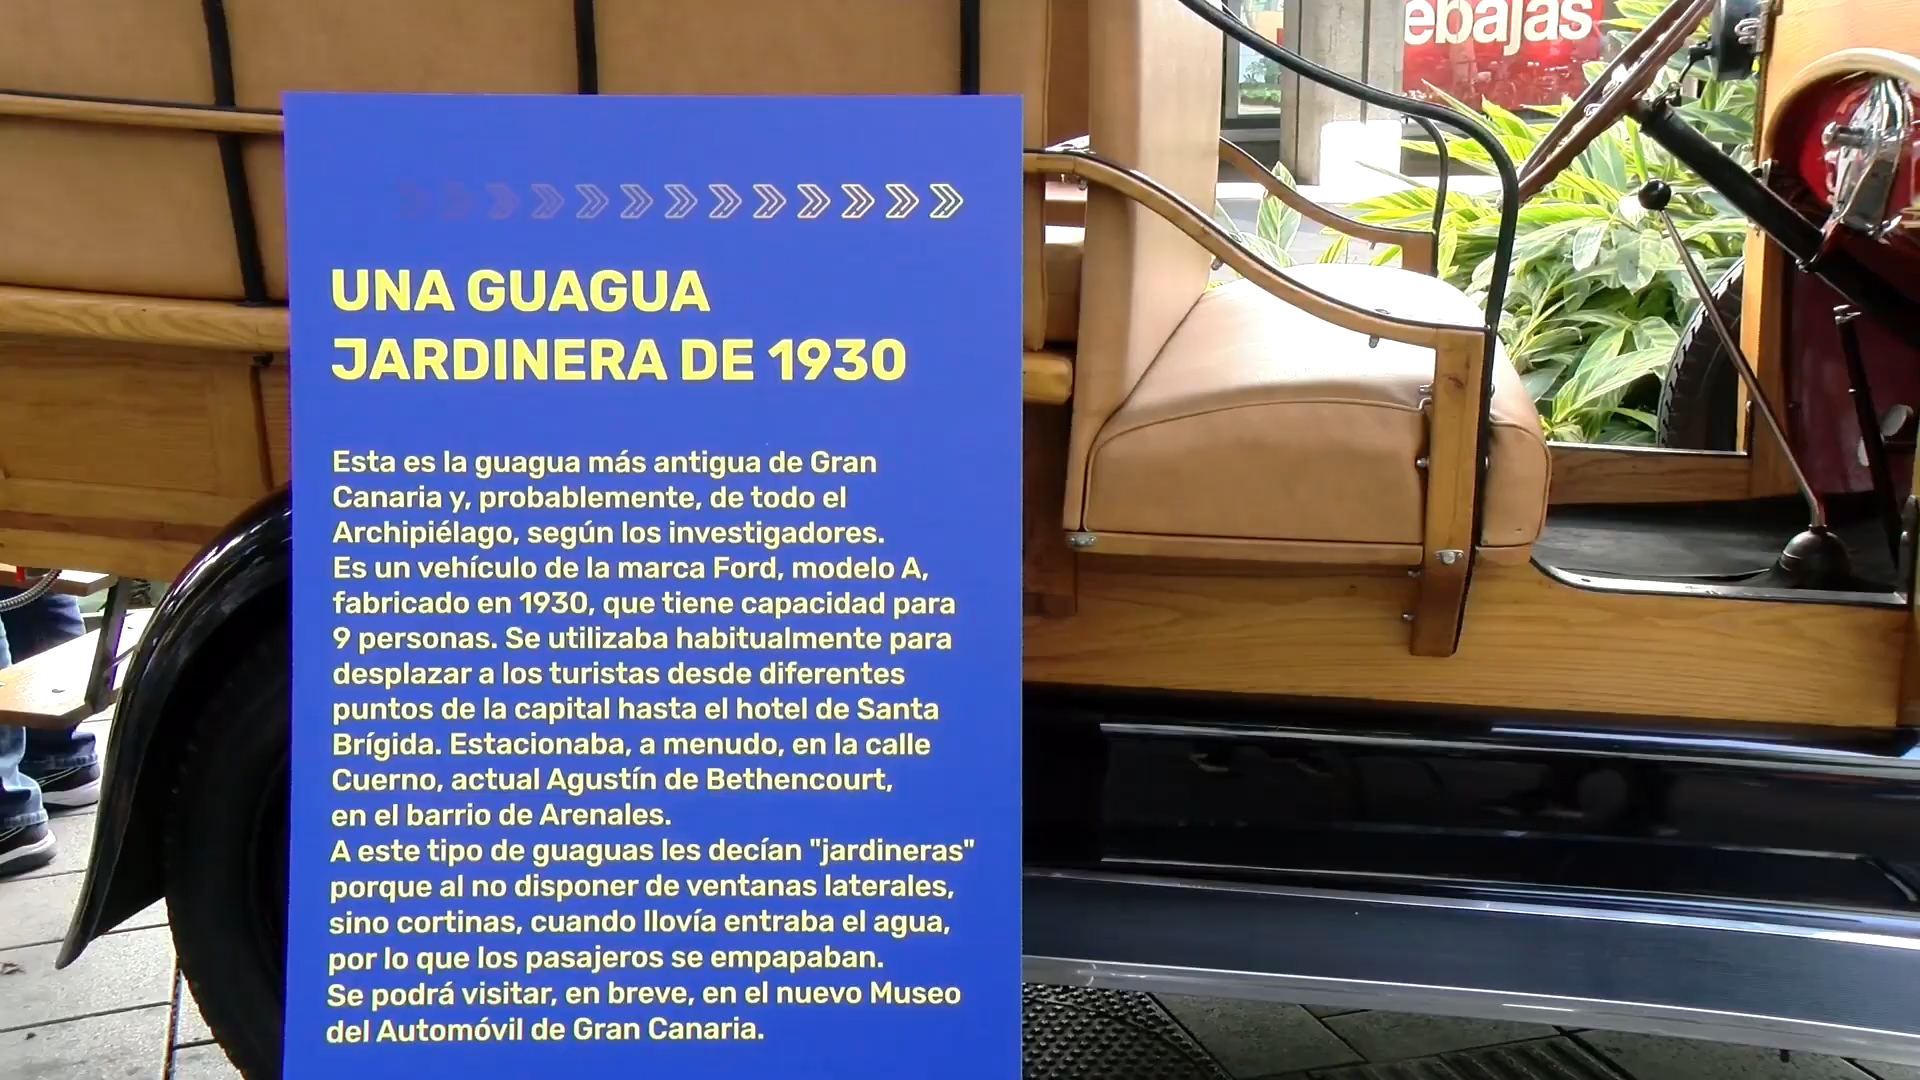 ebajas
UNA GUAGUA
JARDINERA DE 1930
Esta es la guagua más antigua de Gran
Canaria y, probablemente, de todo el
Archipiélago, según los investigadores.
Es un vehículo de la marca Ford, modelo A,
fabricado en 1930, que tiene capacidad para
9 personas. Se utilizaba habitualmente para
desplazar a los turistas desde diferentes
puntos de la capital hasta el hotel de Santa
Brígida. Estacionaba, a menudo, en la calle
Cuerno, actual Agustín de Bethencourt,
en el barrio de Arenales.
A este tipo de guaguas les decían "jardineras"
porque al no disponer de ventanas laterales,
sino cortinas, cuando llovía entraba el agua,
por lo que los pasajeros se empapaban.
Se podrá visitar, en breve, en el nuevo Museo
del Automóvil de Gran Canaria.